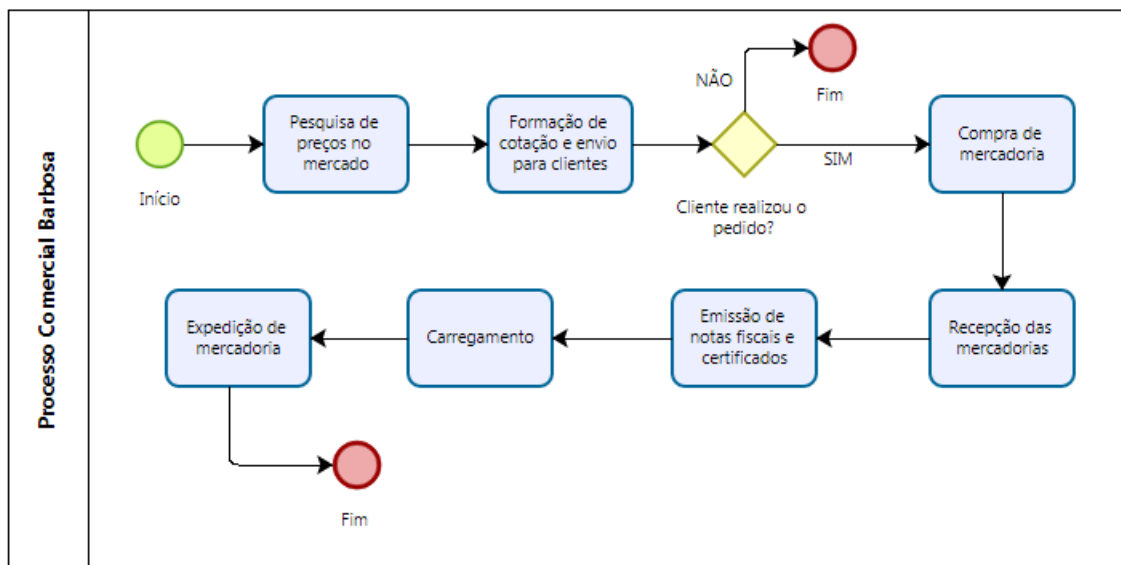 Processo Comercial Barbosa
Início
Pesquisa de
preços no
mercado
Formação de
cotação e envio
para clientes
NÃO
Fim
Cliente realizou o
pedido?
SIM
Compra de
mercadoria
Recepção das
mercadorias
Emissão de
notas fiscais e
certificados
Carregamento
Expedição de
mercadoria
Fim